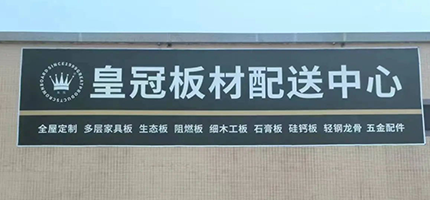 皇冠板材配送中心
全屋定制 多层家具板 生态板 阻燃板 细木工板 石膏板 硅钙板 轻钢龙骨 五金配件